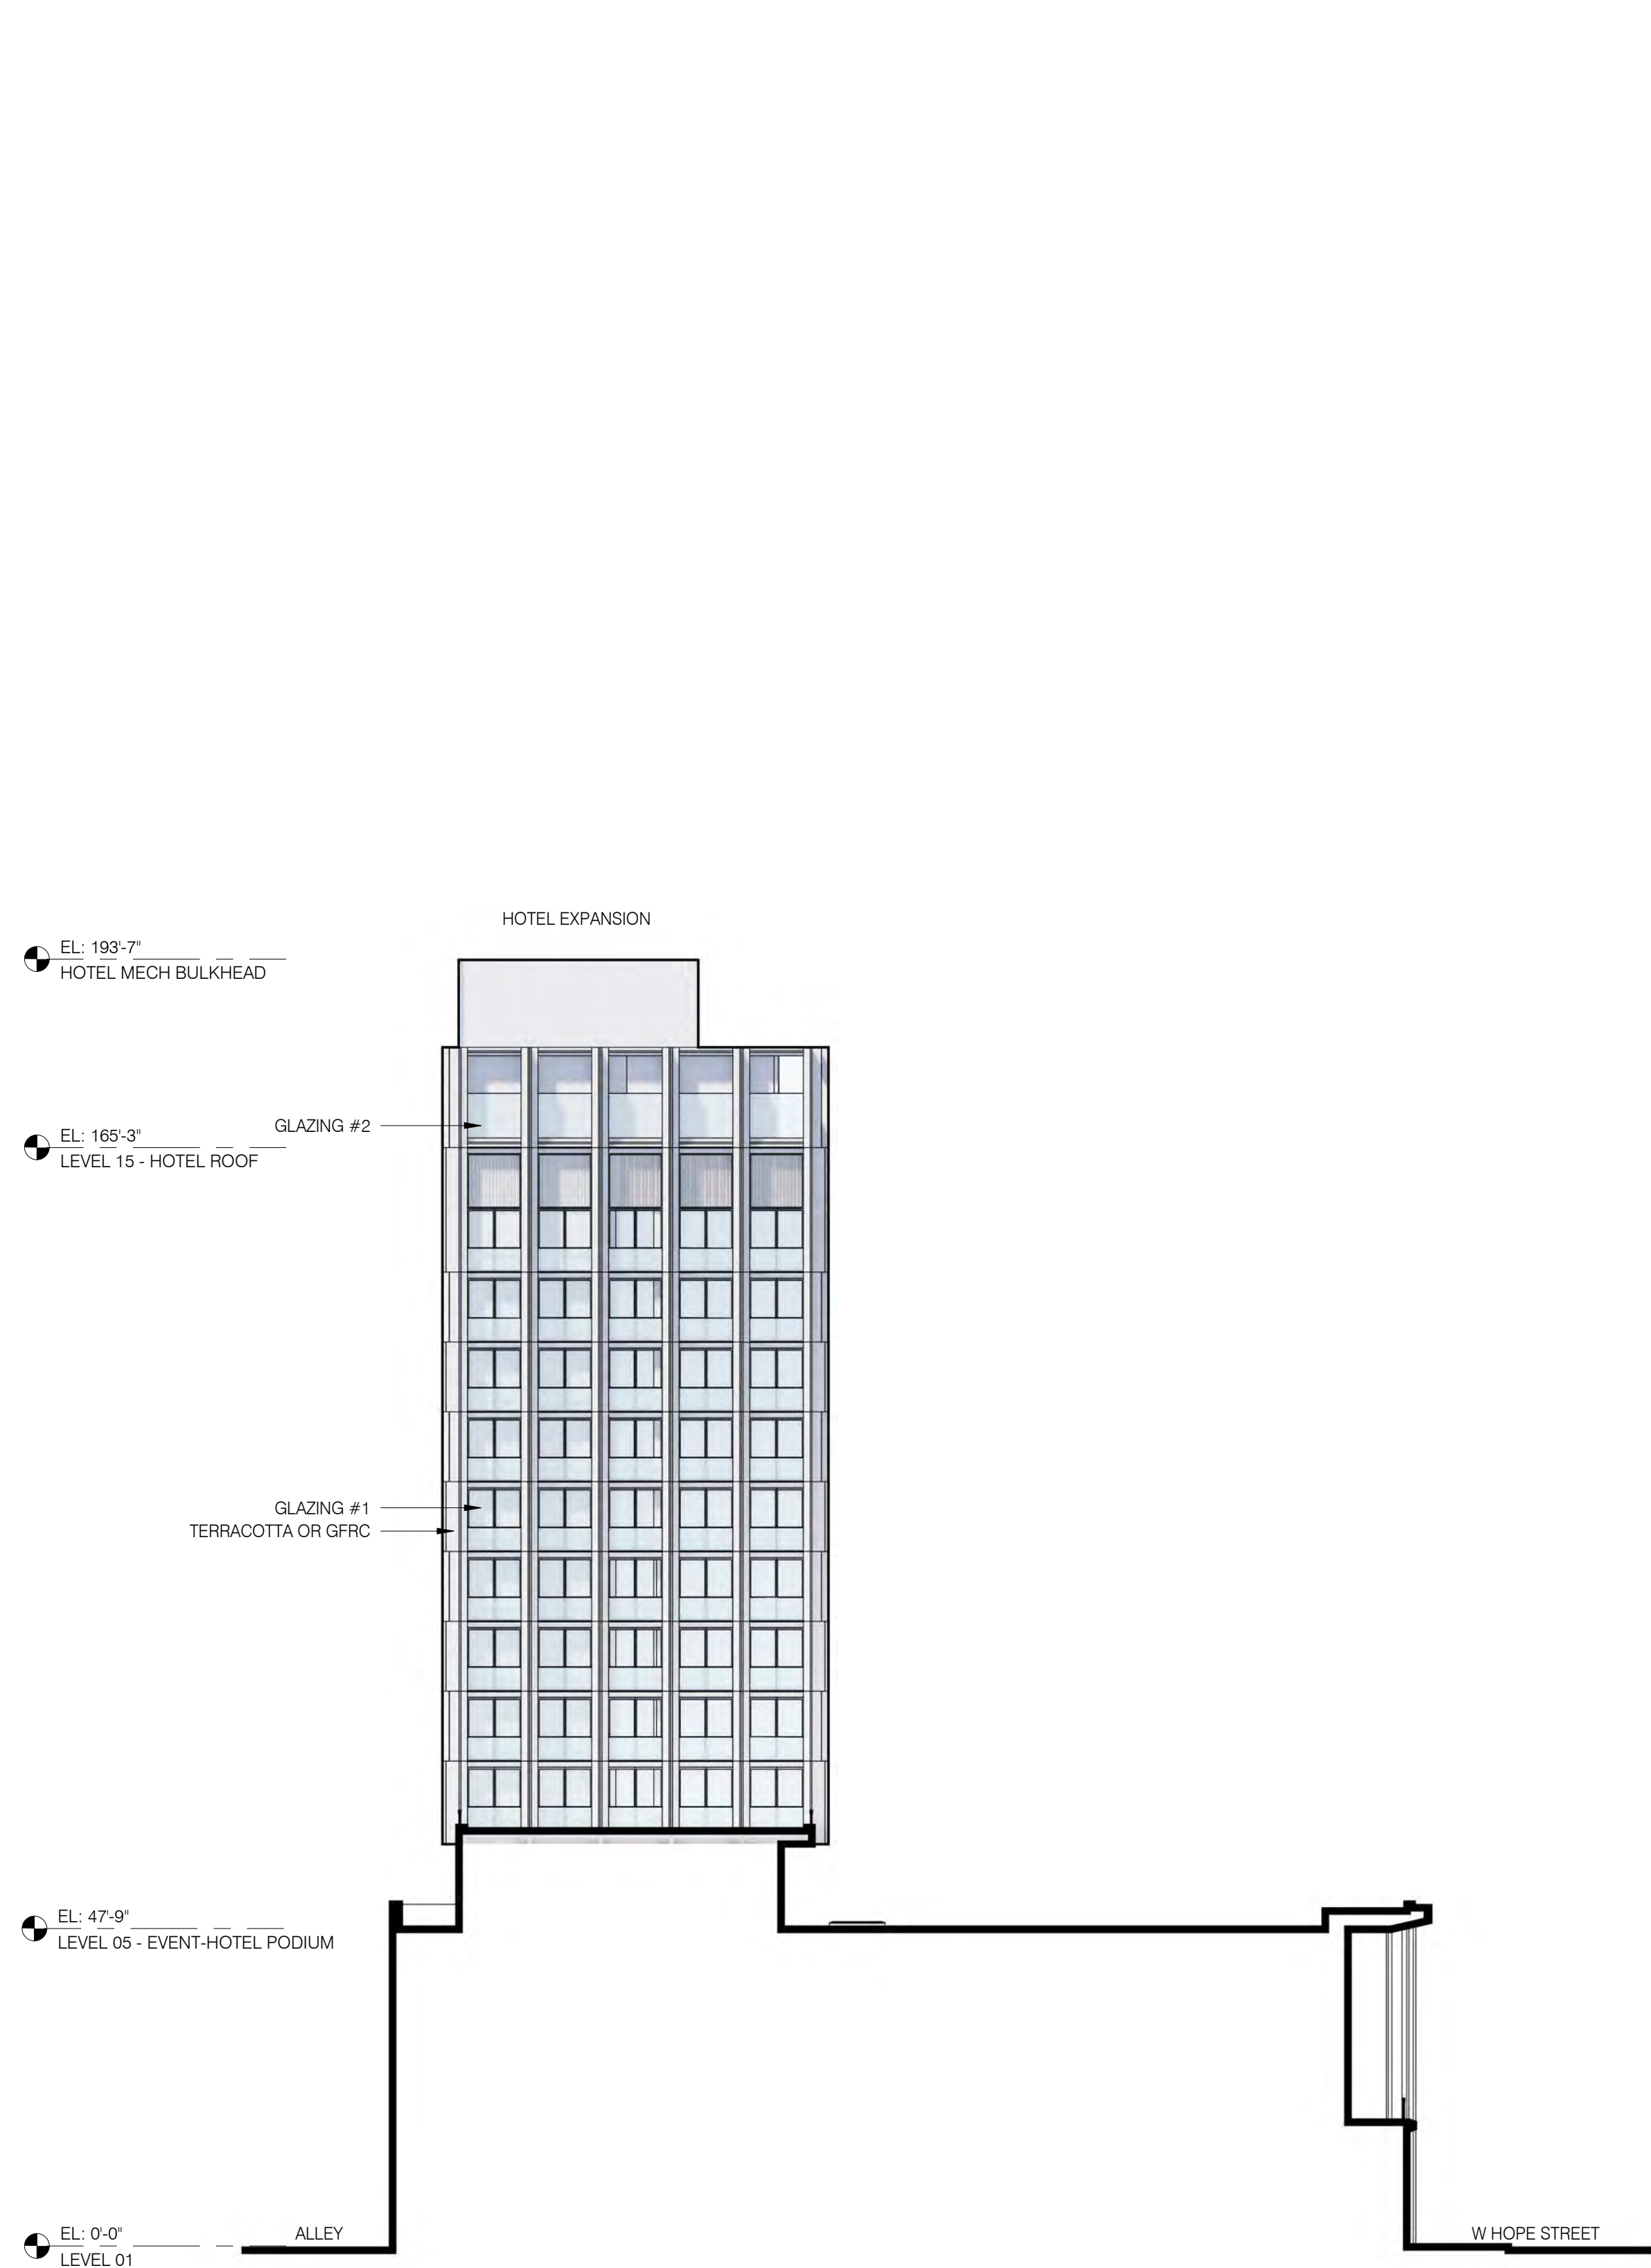 HOTEL EXPANSION
EL: 193'-7"
HOTEL MECH BULKHEAD
GLAZING #2
EL: 165'-3"
LEVEL 15 - HOTEL ROOF
GLAZING #1
TERRACOTTA OR GFRC
EL: 47'-9"
LEVEL 05 - EVENT-HOTEL PODIUM
EL: 0'-0"
ALLEY
W HOPE STREET
LEVEL 01